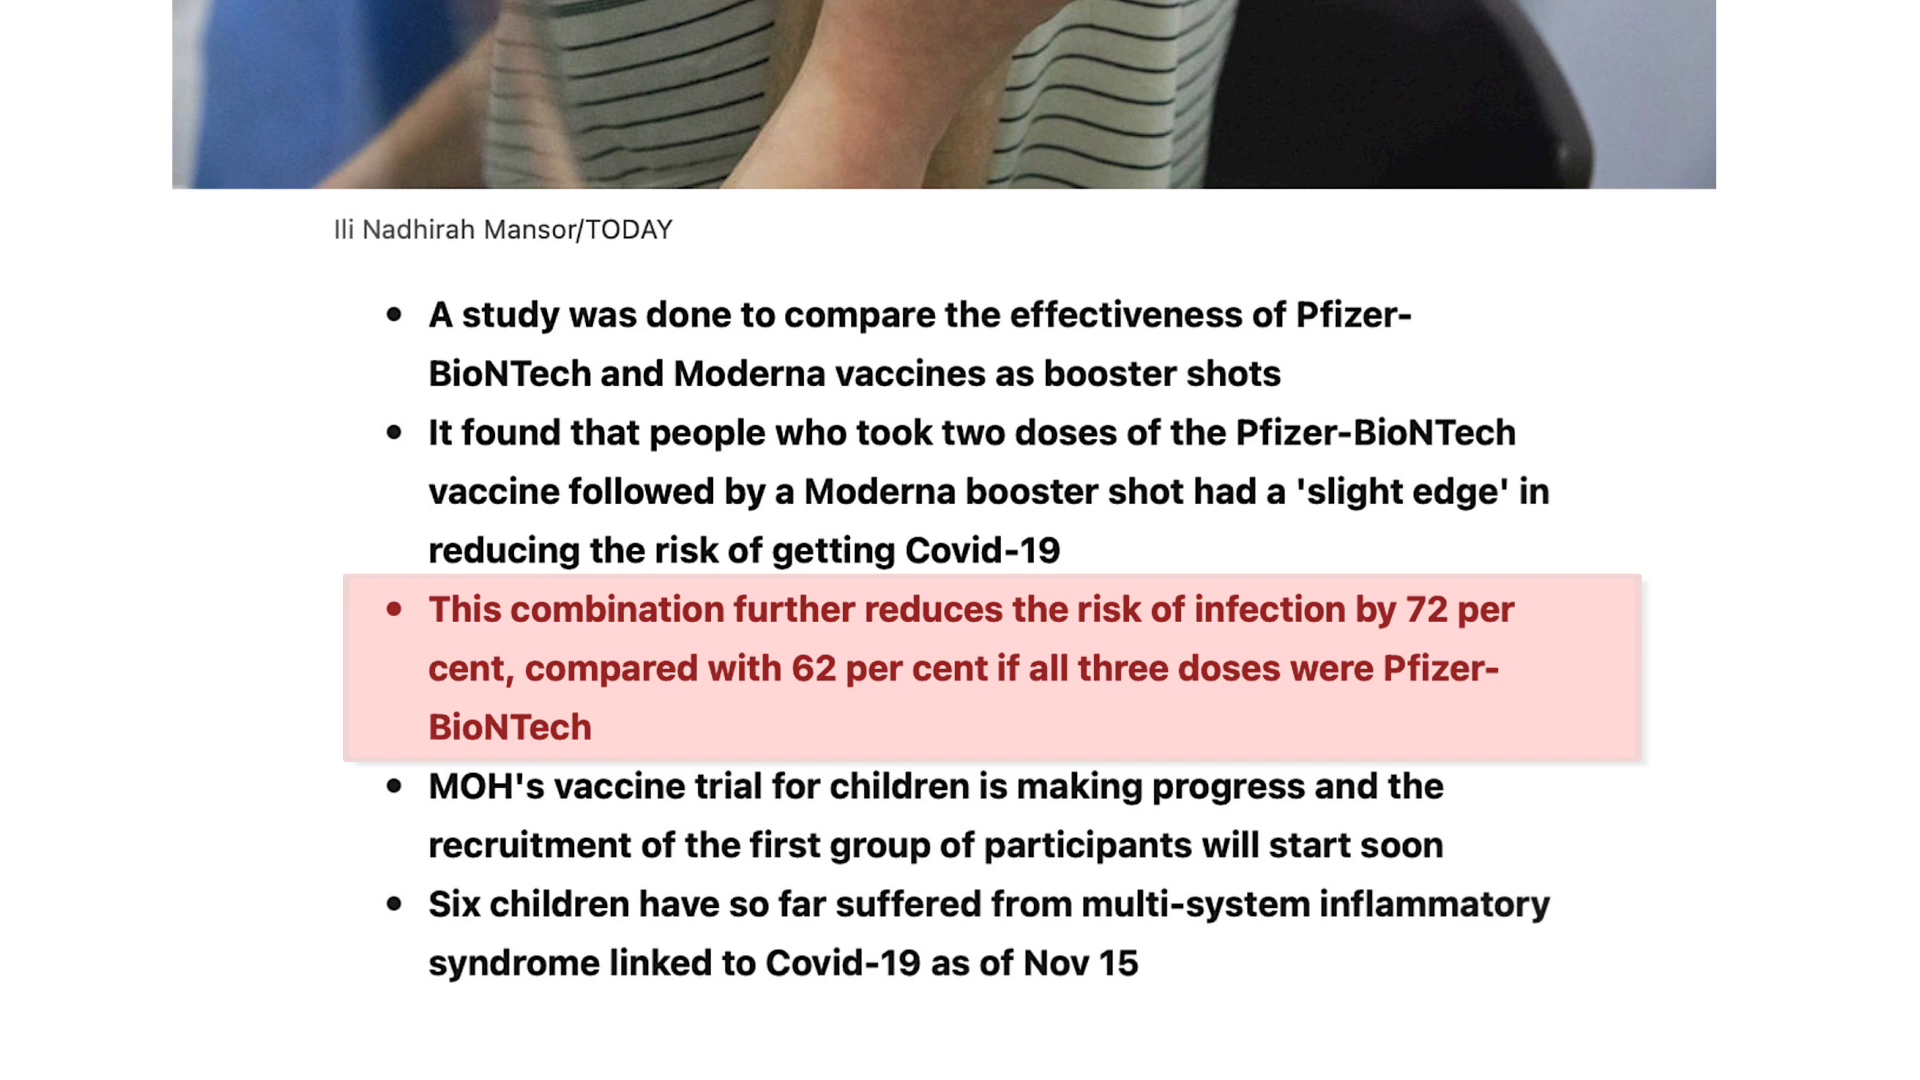 Ili Nadhirah Mansor/TODAY
• A study was done to compare the effectiveness of Pfizer-
BioNTech and Moderna vaccines as booster shots
• It found that people who took two doses of the Pfizer-BioNTech
vaccine followed by a Moderna booster shot had a 'slight edge' in
reducing the risk of getting Covid-19
• This combination further reduces the risk of infection by 72 per
cent, compared with 62 per cent if all three doses were Pfizer-
BioNTech
• MOH's vaccine trial for children is making progress and the
recruitment of the first group of participants will start soon
• Six children have so far suffered from multi-system inflammatory
syndrome linked to Covid-19 as of Nov 15